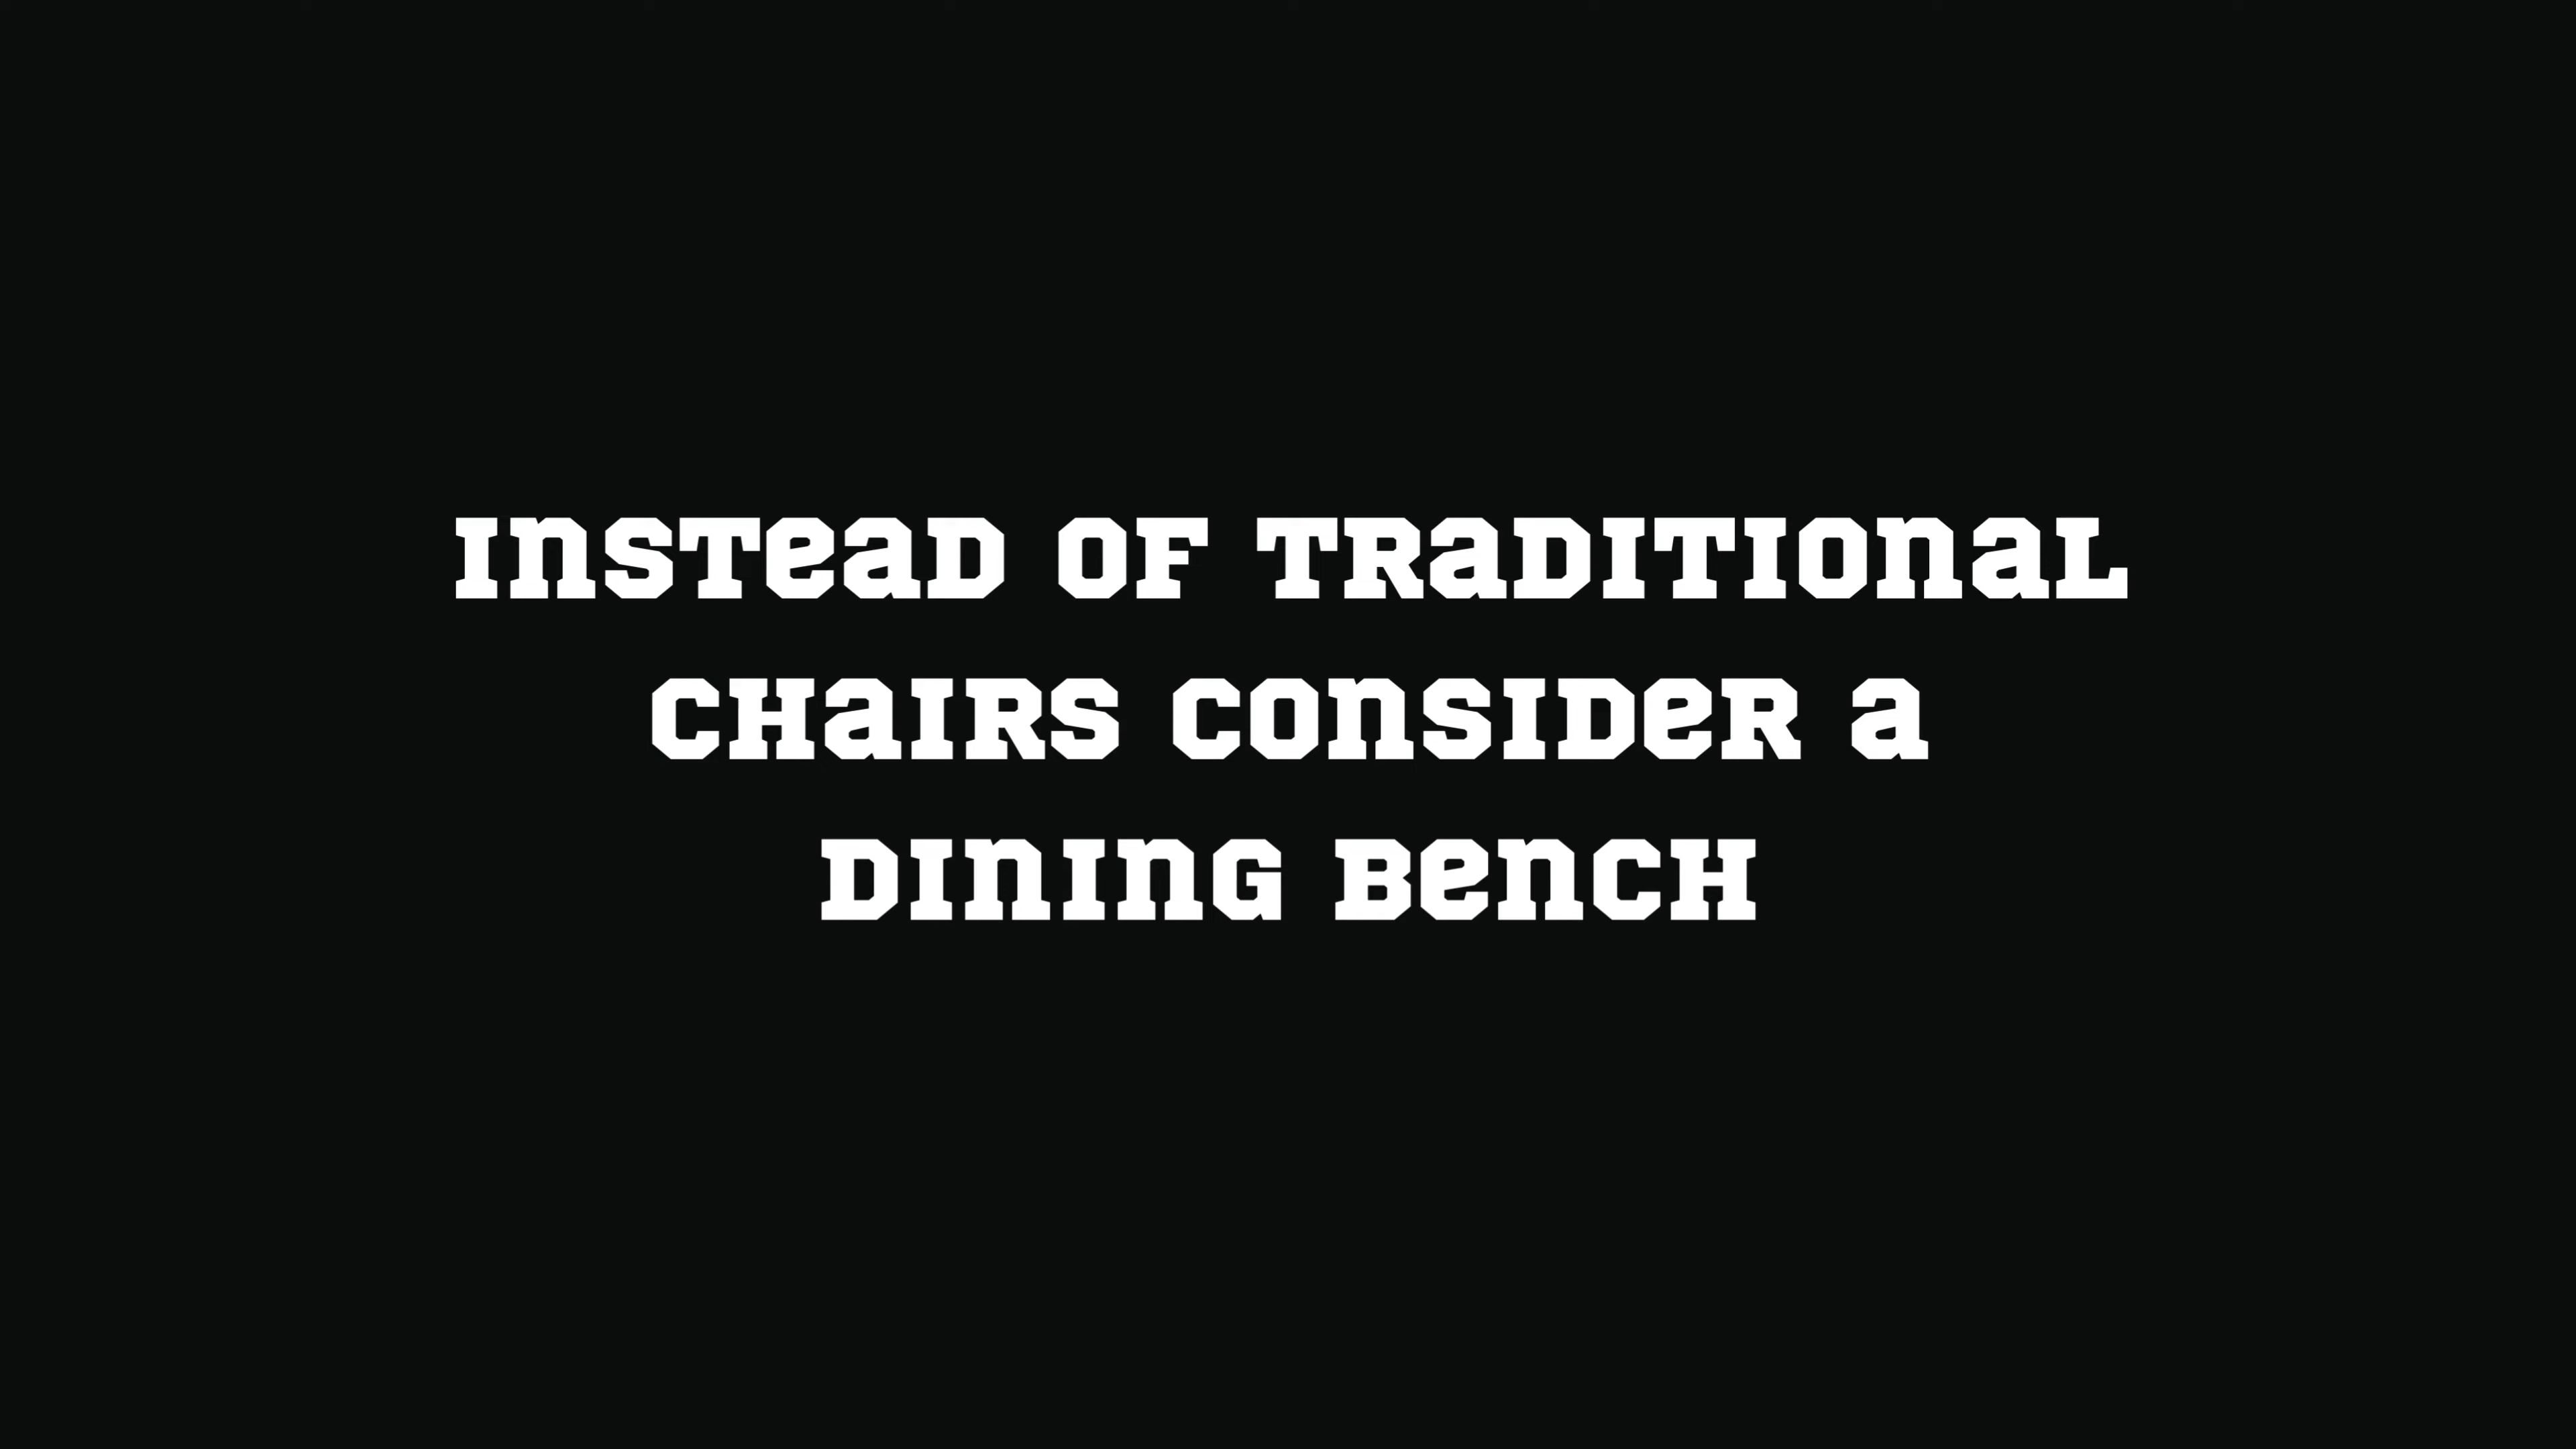 Instead of traditional
chairs consider a
dining bench